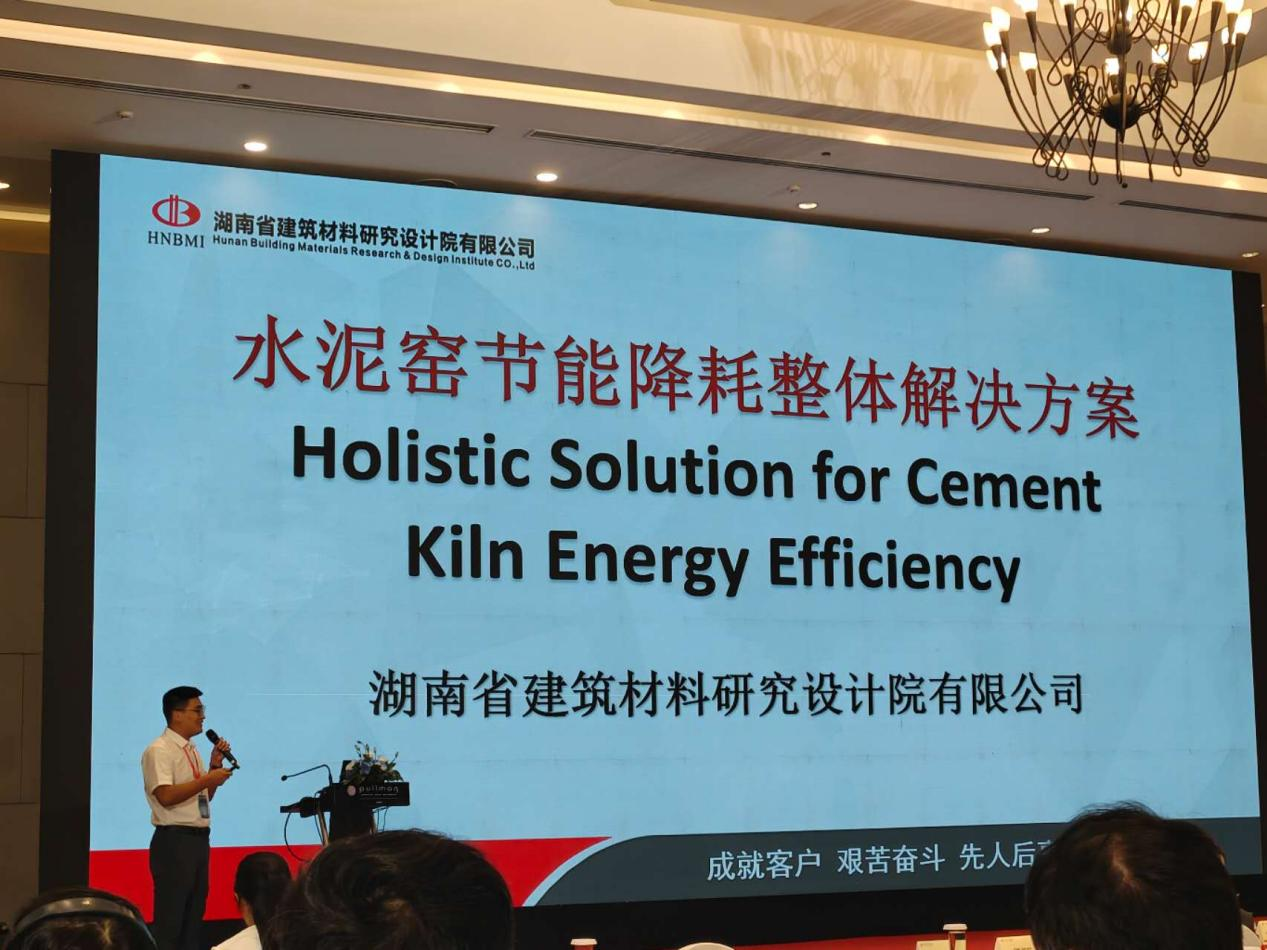 湖南省建筑材料研究设计院有限公司
HNBMI
Hunan Building Materials Research & Design Institute CO.,Ltd
水泥窑节能降耗整体解决方案
Holistic Solution for Cement
Kiln Energy Efficiency
湖南省建筑材料研究设计院有限公司
pullman
成就客户 艰苦奋斗 先人后